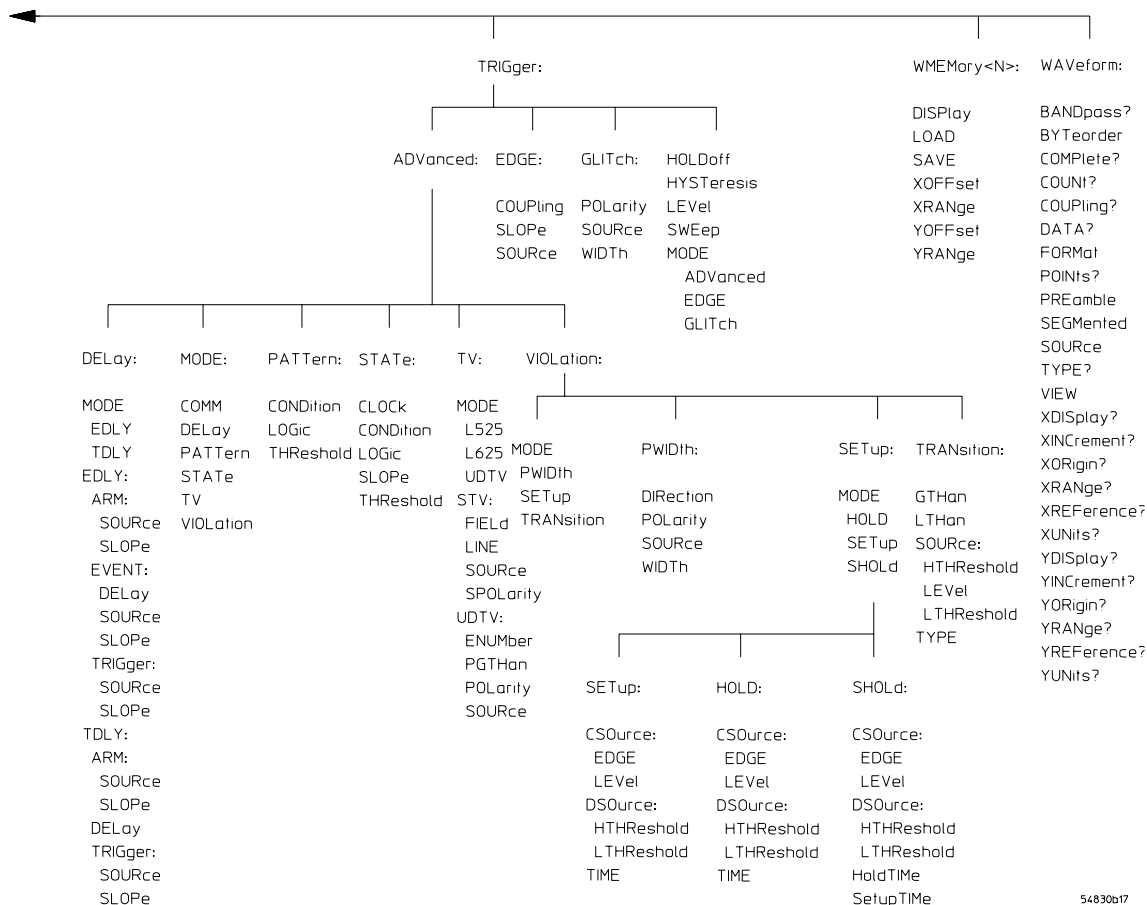 TRIGger:
WMEMory<N>:
WAVeform:
DISPlay
LOAD
SAVE
XOFFset
XRANge
YOFFset
YRANge
BANDpass?
BYTeorder
COMPlete?
COUNt?
COUPling?
DATA?
FORMat
POINts?
PREamble
SEGMented
SOURce
TYPE?
VIEW
XDISplay?
XINCrement?
XORigin?
XRANge?
XREFerence?
XUNits?
YDISplay?
YINCrement?
YORigin?
YRANge?
YREFerence?
YUNits?
ADVanced:
EDGE:
COUPling
SLOPe
SOURce
GLITch:
POLarity
SOURce
WIDTh
HOLDoff
HYSTeresis
LEVel
SWEep
MODE
ADVanced
EDGE
GLITch
DELay:
MODE
EDLY
TDLY
EDLY:
ARM:
SOURce
SLOPe
EVENT:
DELay
SOURce
SLOPe
TRIGger:
SOURce
SLOPe
TDLY:
ARM:
SOURce
SLOPe
DELay
TRIGger:
SOURce
SLOPe
MODE:
COMM
DELay
PATTern
STATe
TV
VIOLation
PATTern:
CONDition
LOGic
THReshold
STATe:
CLOCk
CONDition
LOGic
SLOPe
THReshold
TV:
MODE
L525
L625
UDTV
STV:
FIELd
LINE
SOURce
SPOLarity
UDTV:
ENUMber
PGTHan
POLarity
SOURce
VIOLation:
MODE
PWIDth
SETup
TRANsition
PWIDth:
DIRection
POLarity
SOURce
WIDTh
SETup:
MODE
HOLD
SETup
SHOLd
TRANsition:
GTHan
LTHan
SOURce:
HTHReshold
LEVel
LTHReshold
TYPE
SETup:
CSOurce:
EDGE
LEVel
DSOurce:
HTHReshold
LTHReshold
TIME
HOLD:
CSOurce:
EDGE
LEVel
DSOurce:
HTHReshold
LTHReshold
TIME
SHOLd:
CSOurce:
EDGE
LEVel
DSOurce:
HTHReshold
LTHReshold
HoldTIMe
SetupTIMe
54830b17